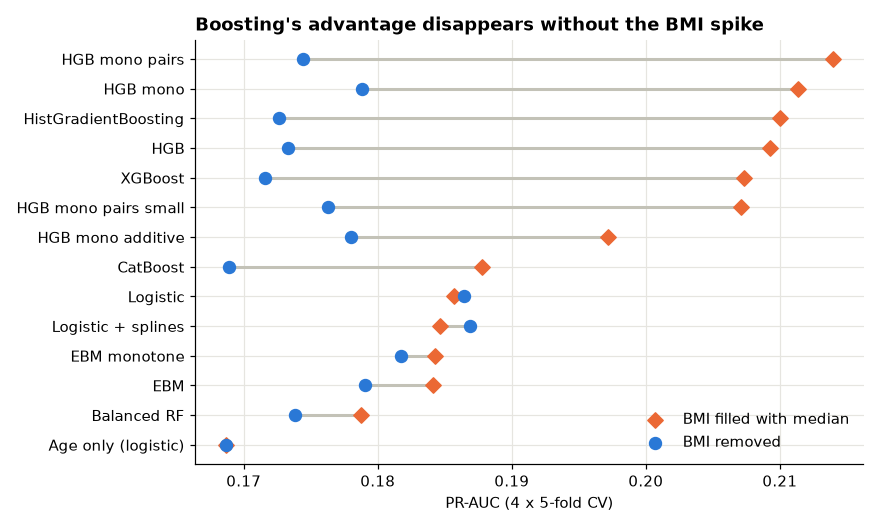 Boosting's advantage disappears without the BMI spike
HGB mono pairs
HGB mono
HistGradientBoosting
HGB
XGBoost
HGB mono pairs small
HGB mono additive
CatBoost
Logistic
Logistic + splines
EBM monotone
EBM
Balanced RF
Age only (logistic)
BMI filled with median
BMI removed
0.17 0.18 0.19 0.20 0.21
PR-AUC (4 x 5-fold CV)